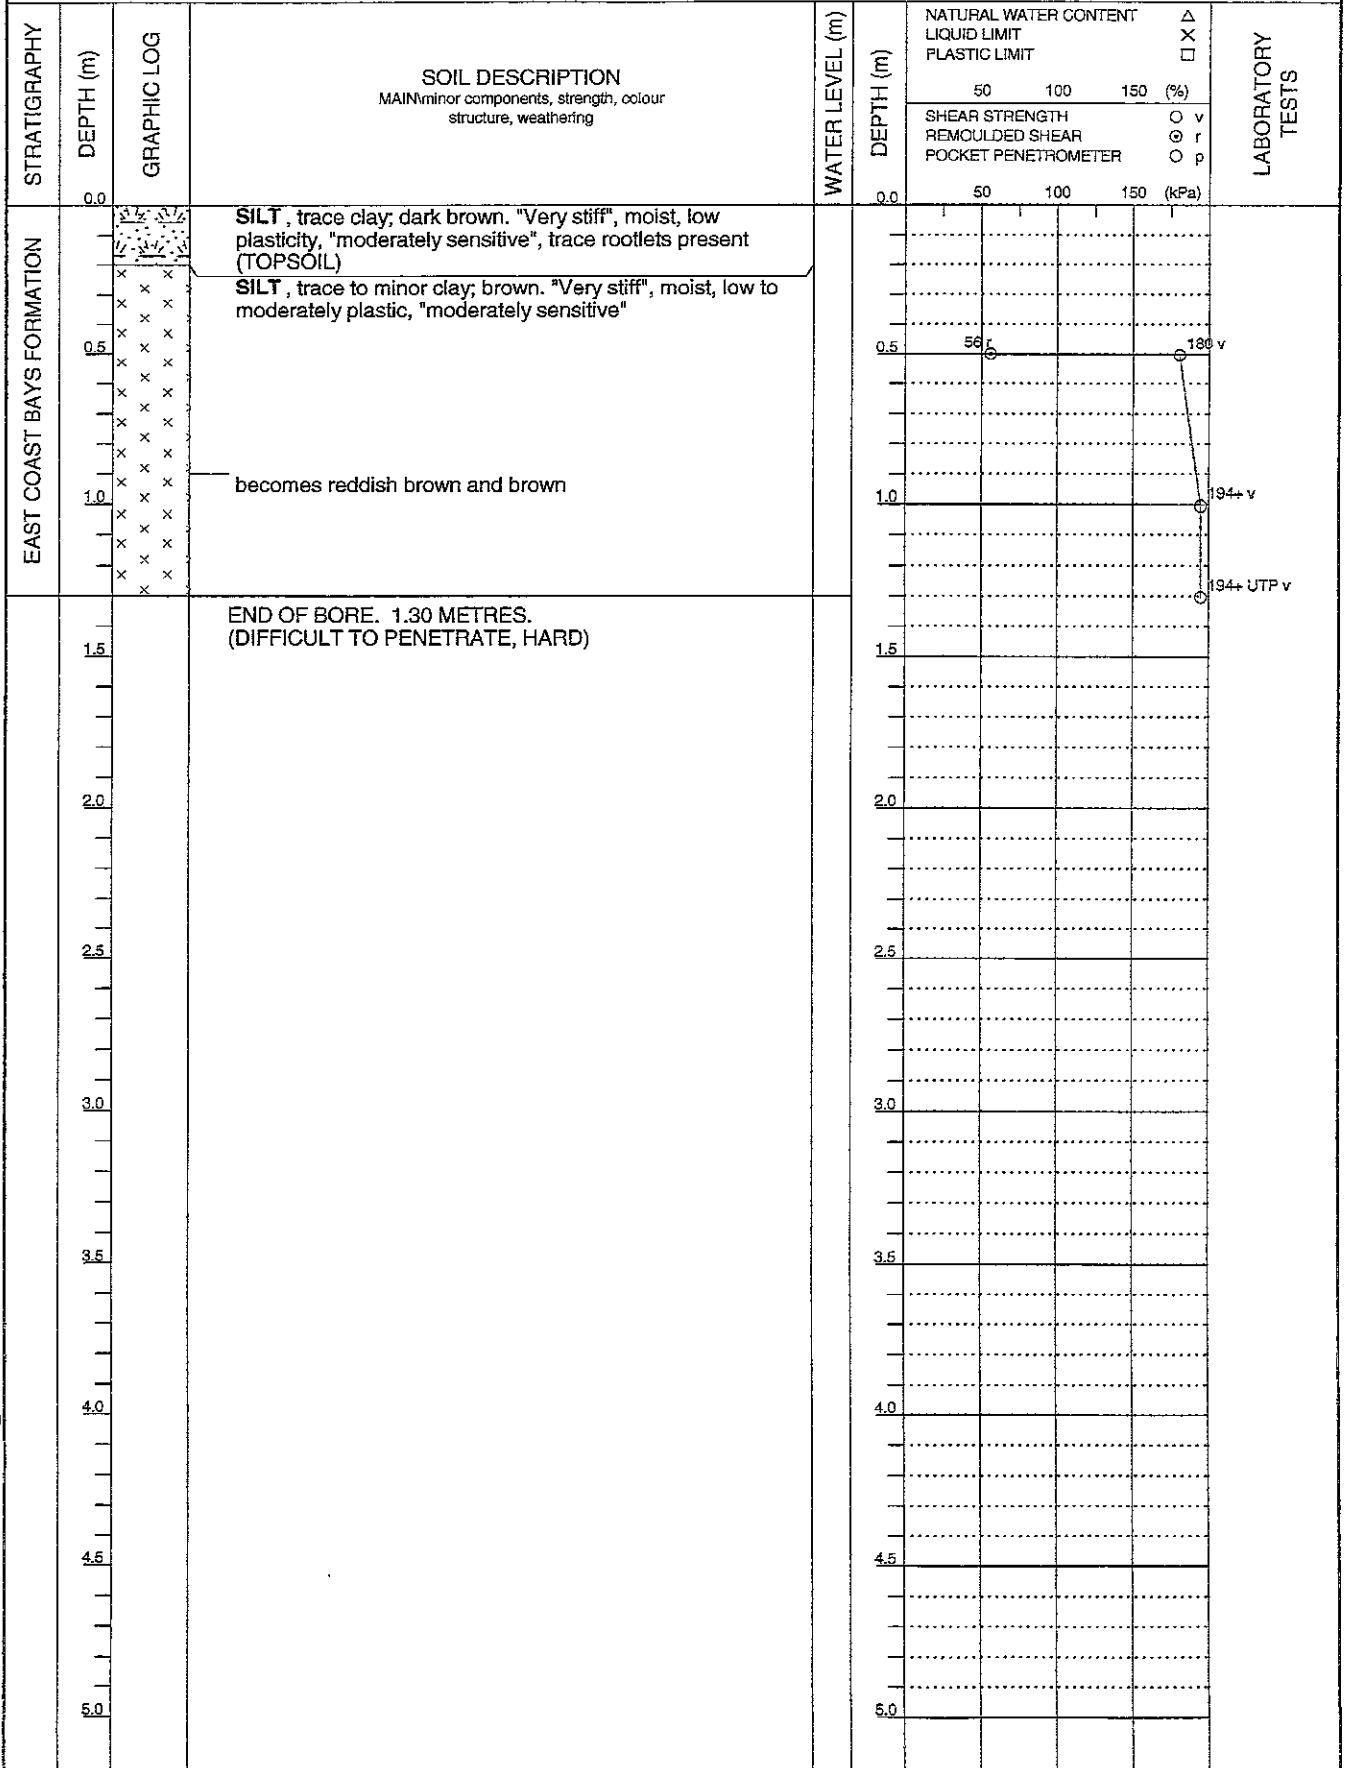 STRATIGRAPHY
DEPTH (m)
GRAPHIC LOG
SOIL DESCRIPTION
MAIN\minor components, strength, colour
structure, weathering
WATER LEVEL (m)
DEPTH (m)
NATURAL WATER CONTENT △
LIQUID LIMIT ×
PLASTIC LIMIT □
50 100 150 (%)
SHEAR STRENGTH O v
REMOULDED SHEAR ⊙ r
POCKET PENETROMETER O p
50 100 150 (kPa)
LABORATORY
TESTS
0.0
0.0
EAST COAST BAYS FORMATION
SILT , trace clay; dark brown. "Very stiff", moist, low
plasticity, "moderately sensitive", trace rootlets present
(TOPSOIL)
SILT , trace to minor clay; brown. "Very stiff", moist, low to
moderately plastic, "moderately sensitive"
0.5
0.5
56 r
180 v
becomes reddish brown and brown
1.0
1.0
194+ v
194+ UTP v
END OF BORE. 1.30 METRES.
(DIFFICULT TO PENETRATE, HARD)
1.5
1.5
2.0
2.0
2.5
2.5
3.0
3.0
3.5
3.5
4.0
4.0
4.5
4.5
5.0
5.0